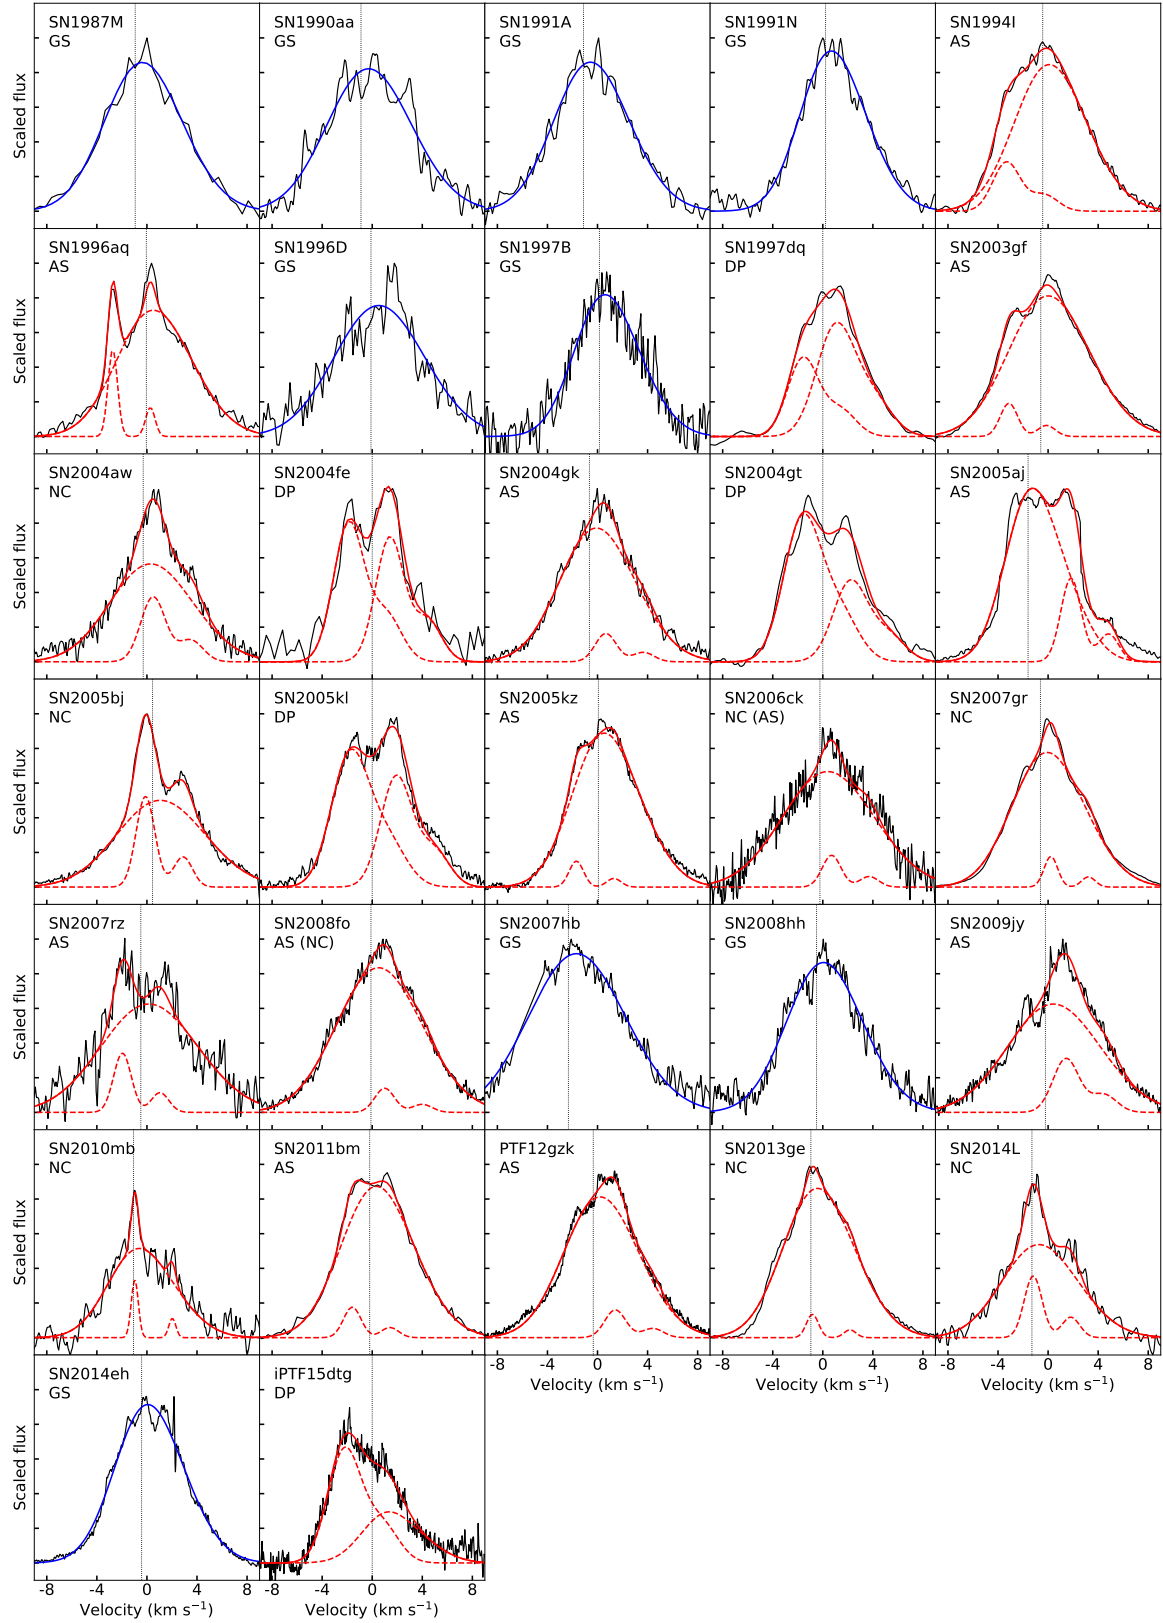 SN1987M
GS
SN1990aa
GS
SN1991A
GS
SN1991N
GS
SN1994I
AS
Scaled flux
SN1996aq
AS
SN1996D
GS
SN1997B
GS
SN1997dq
DP
SN2003gf
AS
Scaled flux
SN2004aw
NC
SN2004fe
DP
SN2004gk
AS
SN2004gt
DP
SN2005aj
AS
Scaled flux
SN2005bj
NC
SN2005kl
DP
SN2005kz
AS
SN2006ck
NC (AS)
SN2007gr
NC
Scaled flux
SN2007rz
AS
SN2008fo
AS (NC)
SN2007hb
GS
SN2008hh
GS
SN2009jy
AS
Scaled flux
SN2010mb
NC
SN2011bm
AS
PTF12gzk
AS
SN2013ge
NC
SN2014L
NC
Scaled flux
-8 -4 0 4 8
Velocity (km s⁻¹)
-8 -4 0 4 8
Velocity (km s⁻¹)
-8 -4 0 4 8
Velocity (km s⁻¹)
SN2014eh
GS
iPTF15dtg
DP
Scaled flux
-8 -4 0 4 8
Velocity (km s⁻¹)
-8 -4 0 4 8
Velocity (km s⁻¹)